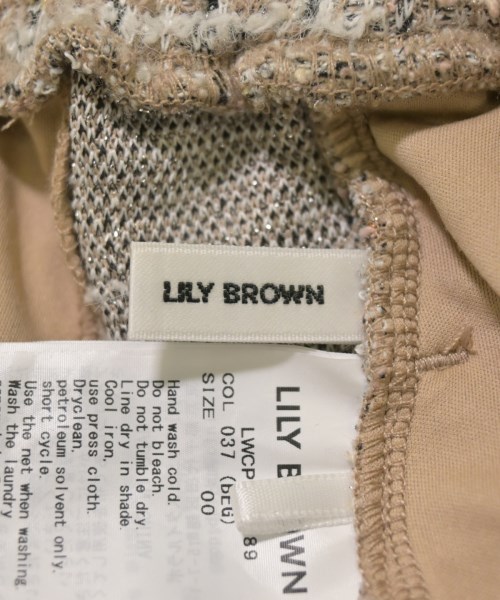 LILY BROWN
LILY B OWN
LWCP 89
COL 037 (BEG)
SIZE 00
Hand wash cold.
Do not bleach.
Do not tumble dry.
Line dry in shade.
Cool iron.
use press cloth.
Dryclean.
petroleum solvent only.
short cycle.
Use the net when washing.
Wash the laundry